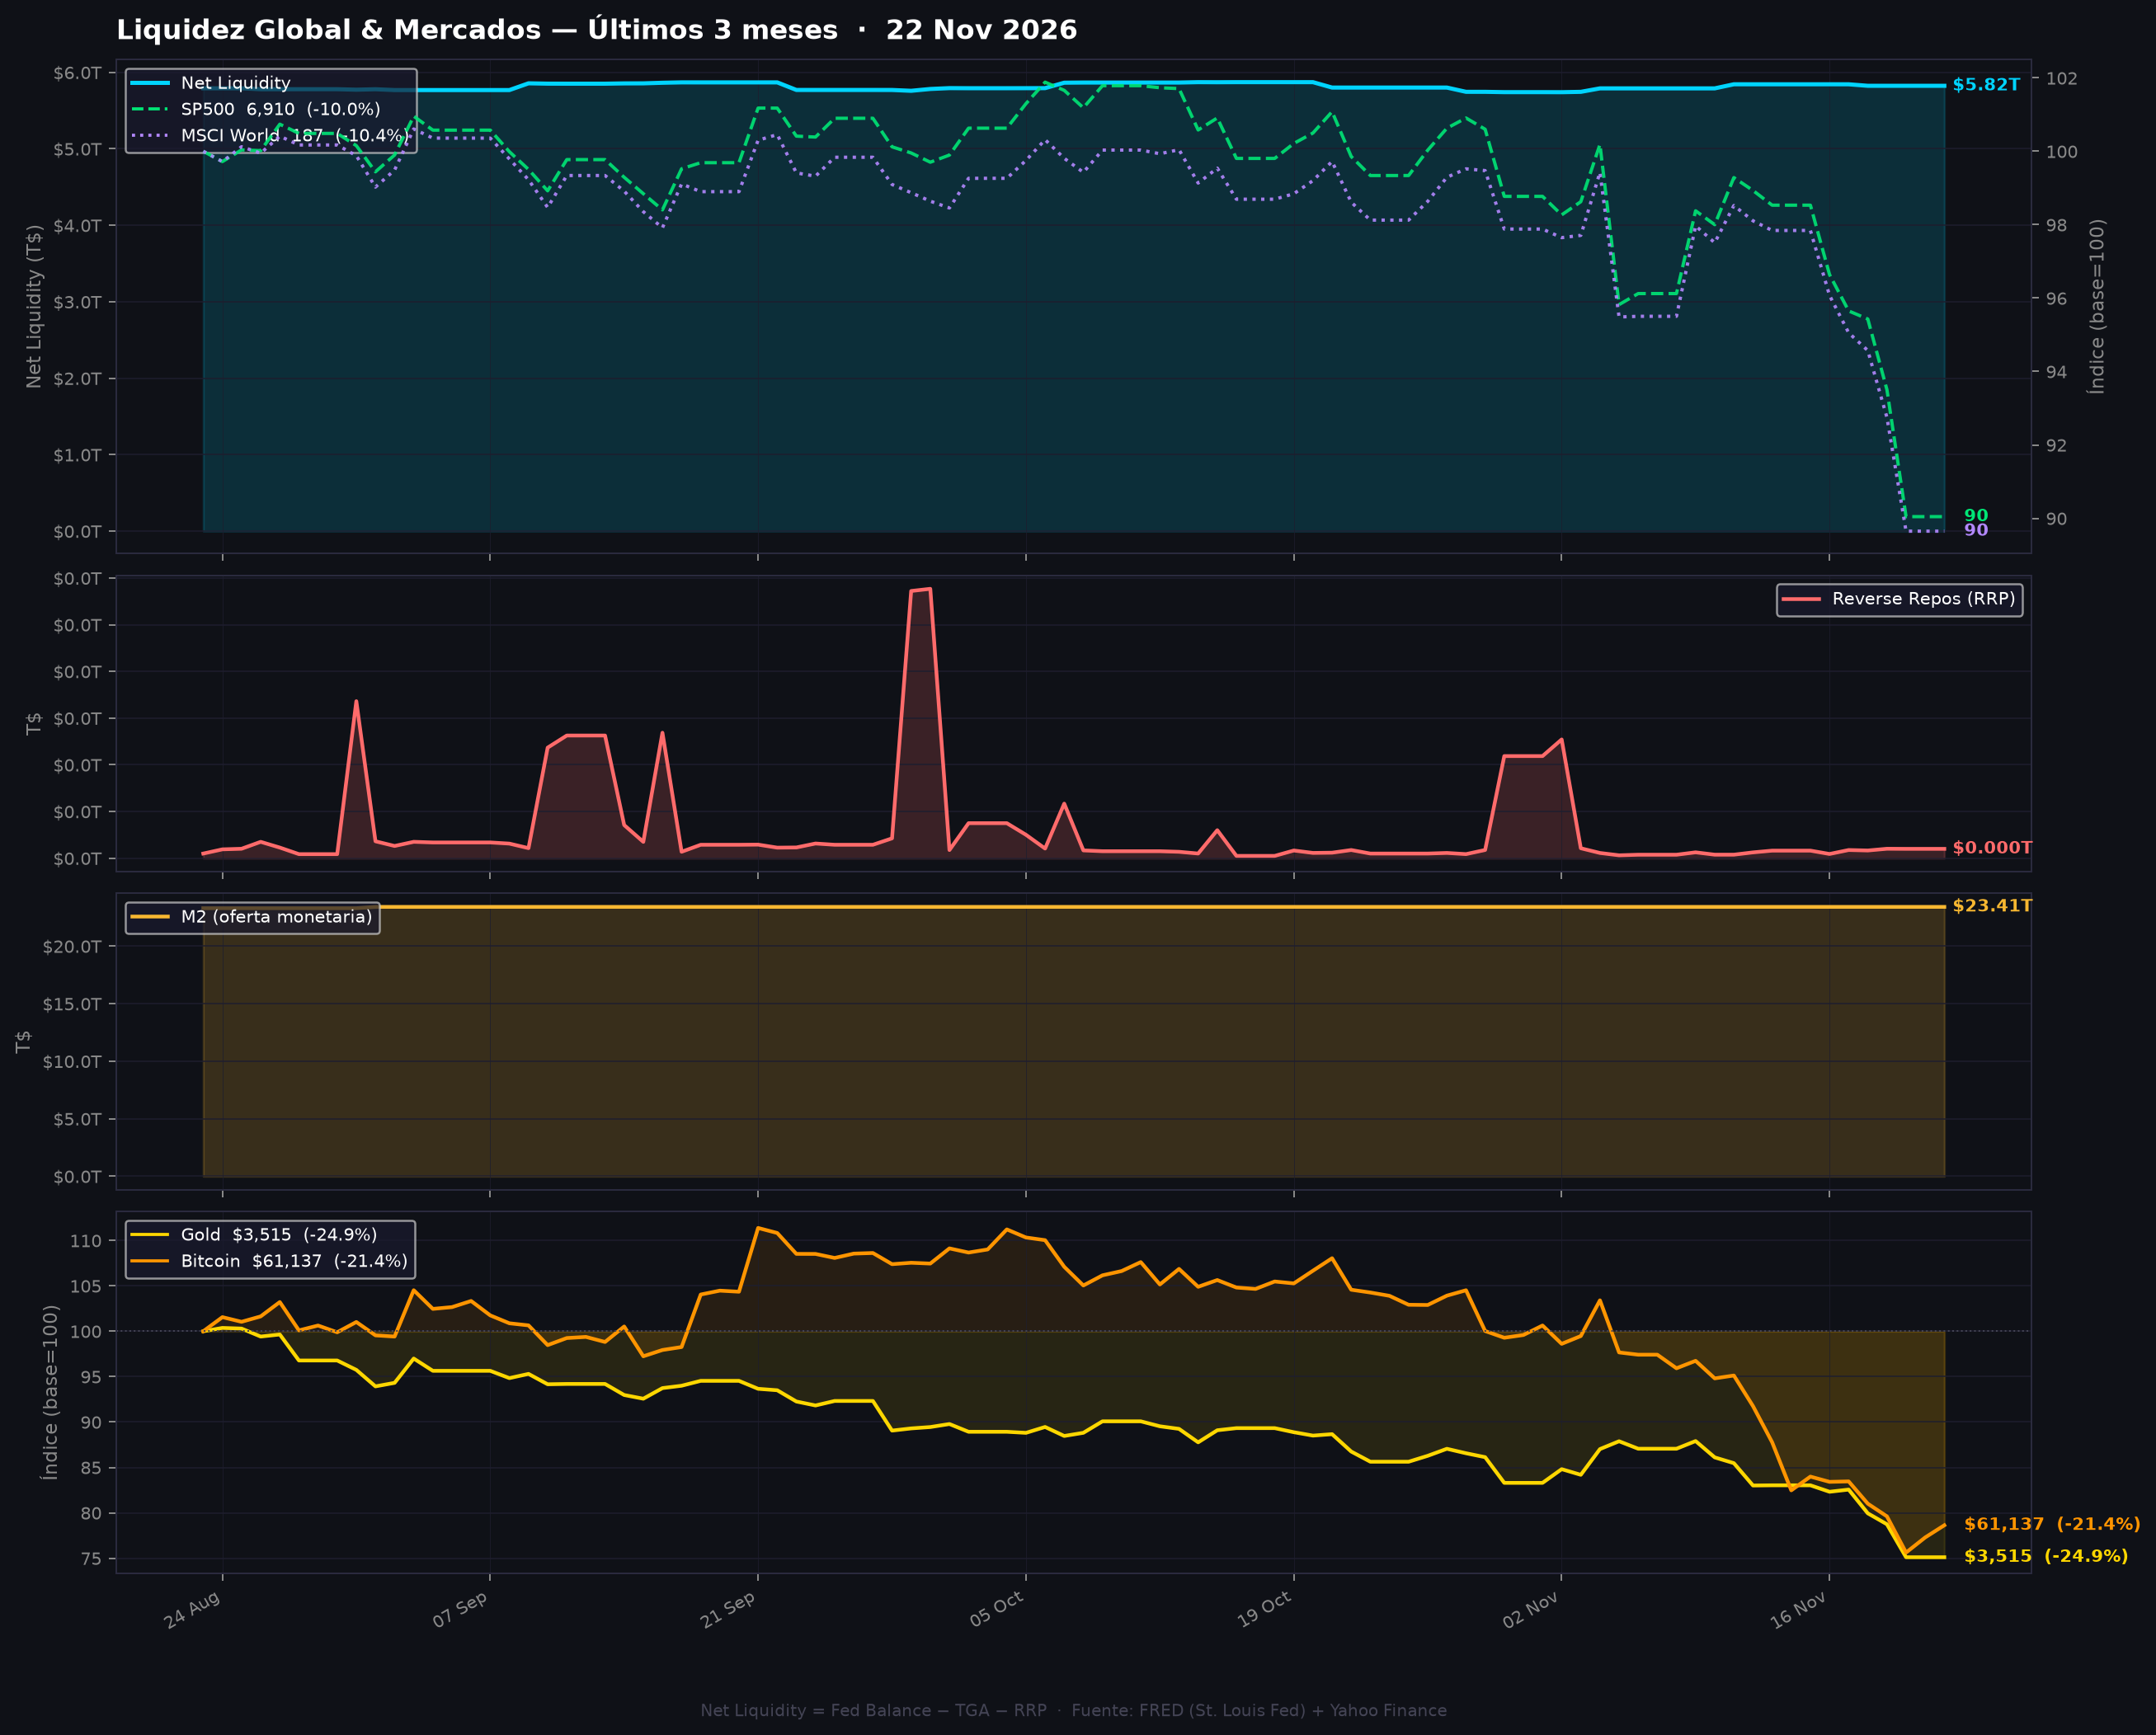 Liquidez Global & Mercados — Últimos 3 meses · 22 Nov 2026
Net Liquidity
SP500 6,910 (-10.0%)
MSCI World 187 (-10.4%)
Net Liquidity (T$)
$6.0T
$5.0T
$4.0T
$3.0T
$2.0T
$1.0T
$0.0T
$5.82T
90
90
102
100
98
96
94
92
90
Índice (base=100)
Reverse Repos (RRP)
T$
$0.0T
$0.0T
$0.0T
$0.0T
$0.0T
$0.0T
$0.0T
$0.000T
M2 (oferta monetaria)
T$
$20.0T
$15.0T
$10.0T
$5.0T
$0.0T
$23.41T
Gold $3,515 (-24.9%)
Bitcoin $61,137 (-21.4%)
Índice (base=100)
110
105
100
95
90
85
80
75
$61,137 (-21.4%)
$3,515 (-24.9%)
24 Aug
07 Sep
21 Sep
05 Oct
19 Oct
02 Nov
16 Nov
Net Liquidity = Fed Balance − TGA − RRP · Fuente: FRED (St. Louis Fed) + Yahoo Finance